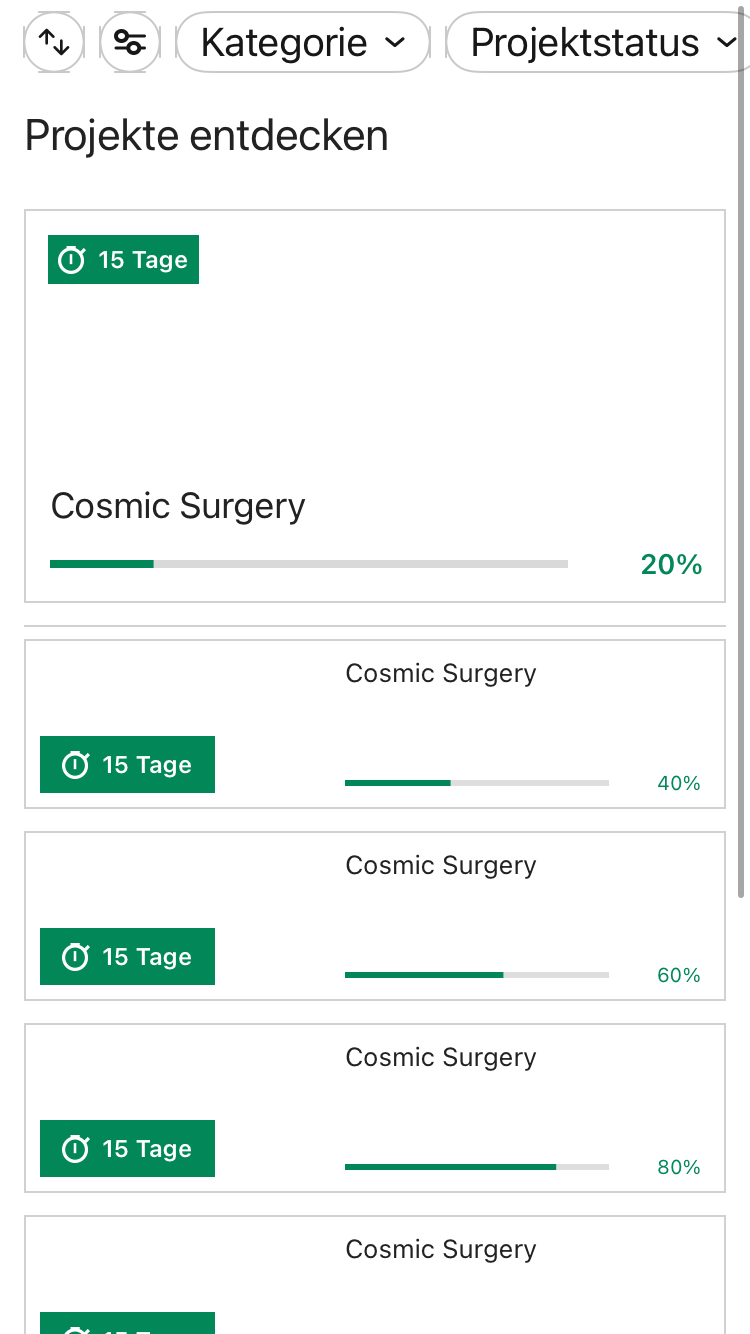 Kategorie
Projektstatus
Projekte entdecken
15 Tage
Cosmic Surgery
20%
Cosmic Surgery
15 Tage
40%
Cosmic Surgery
15 Tage
60%
Cosmic Surgery
15 Tage
80%
Cosmic Surgery